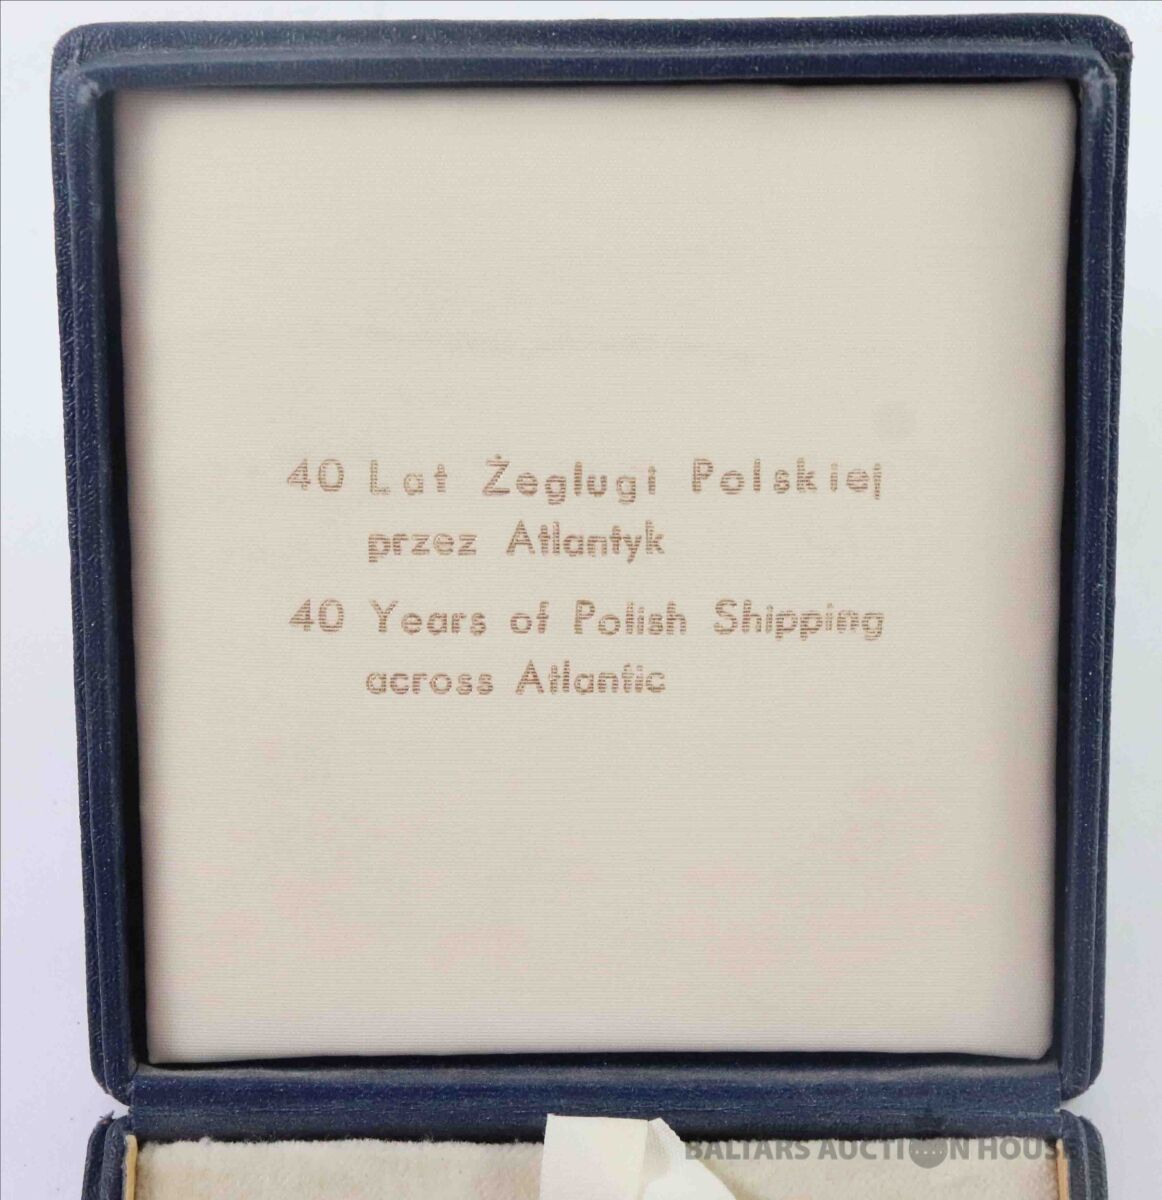 40 Lat Żeglugi Polskiej
przez Atlantyk
40 Years of Polish Shipping
across Atlantic
BALTARS AUCTION HOUSE